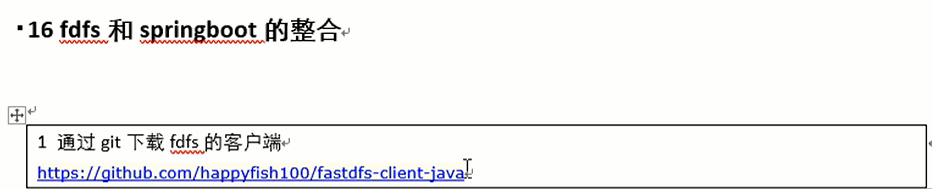 16 fdfs 和 springboot 的整合
1 通过 git 下载 fdfs 的客户端
https://github.com/happyfish100/fastdfs-client-java